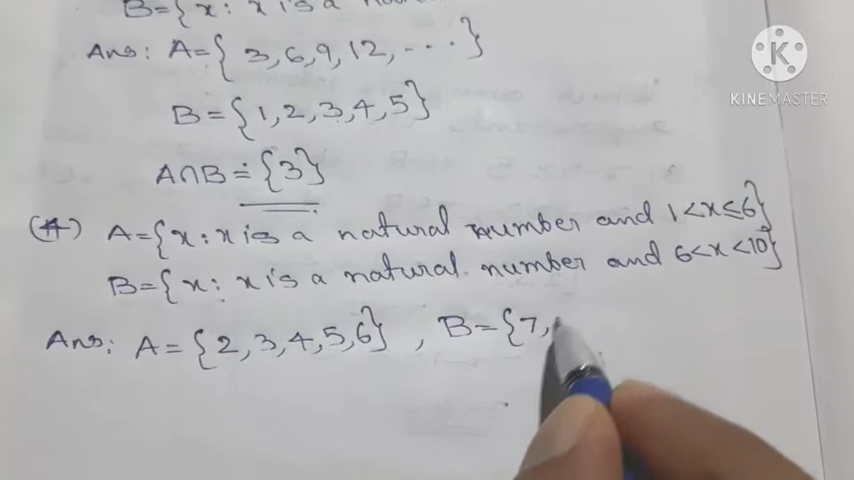 B={x: x is a
Ans: A={3,6,9,12,...}
KINEMASTER
B={1,2,3,4,5}
A∩B={3}
(4) A={x:x is a natural number and 1<x≤6}
B={x: x is a natural number and 6<x<10}
Ans: A={2,3,4,5,6}, B={7,